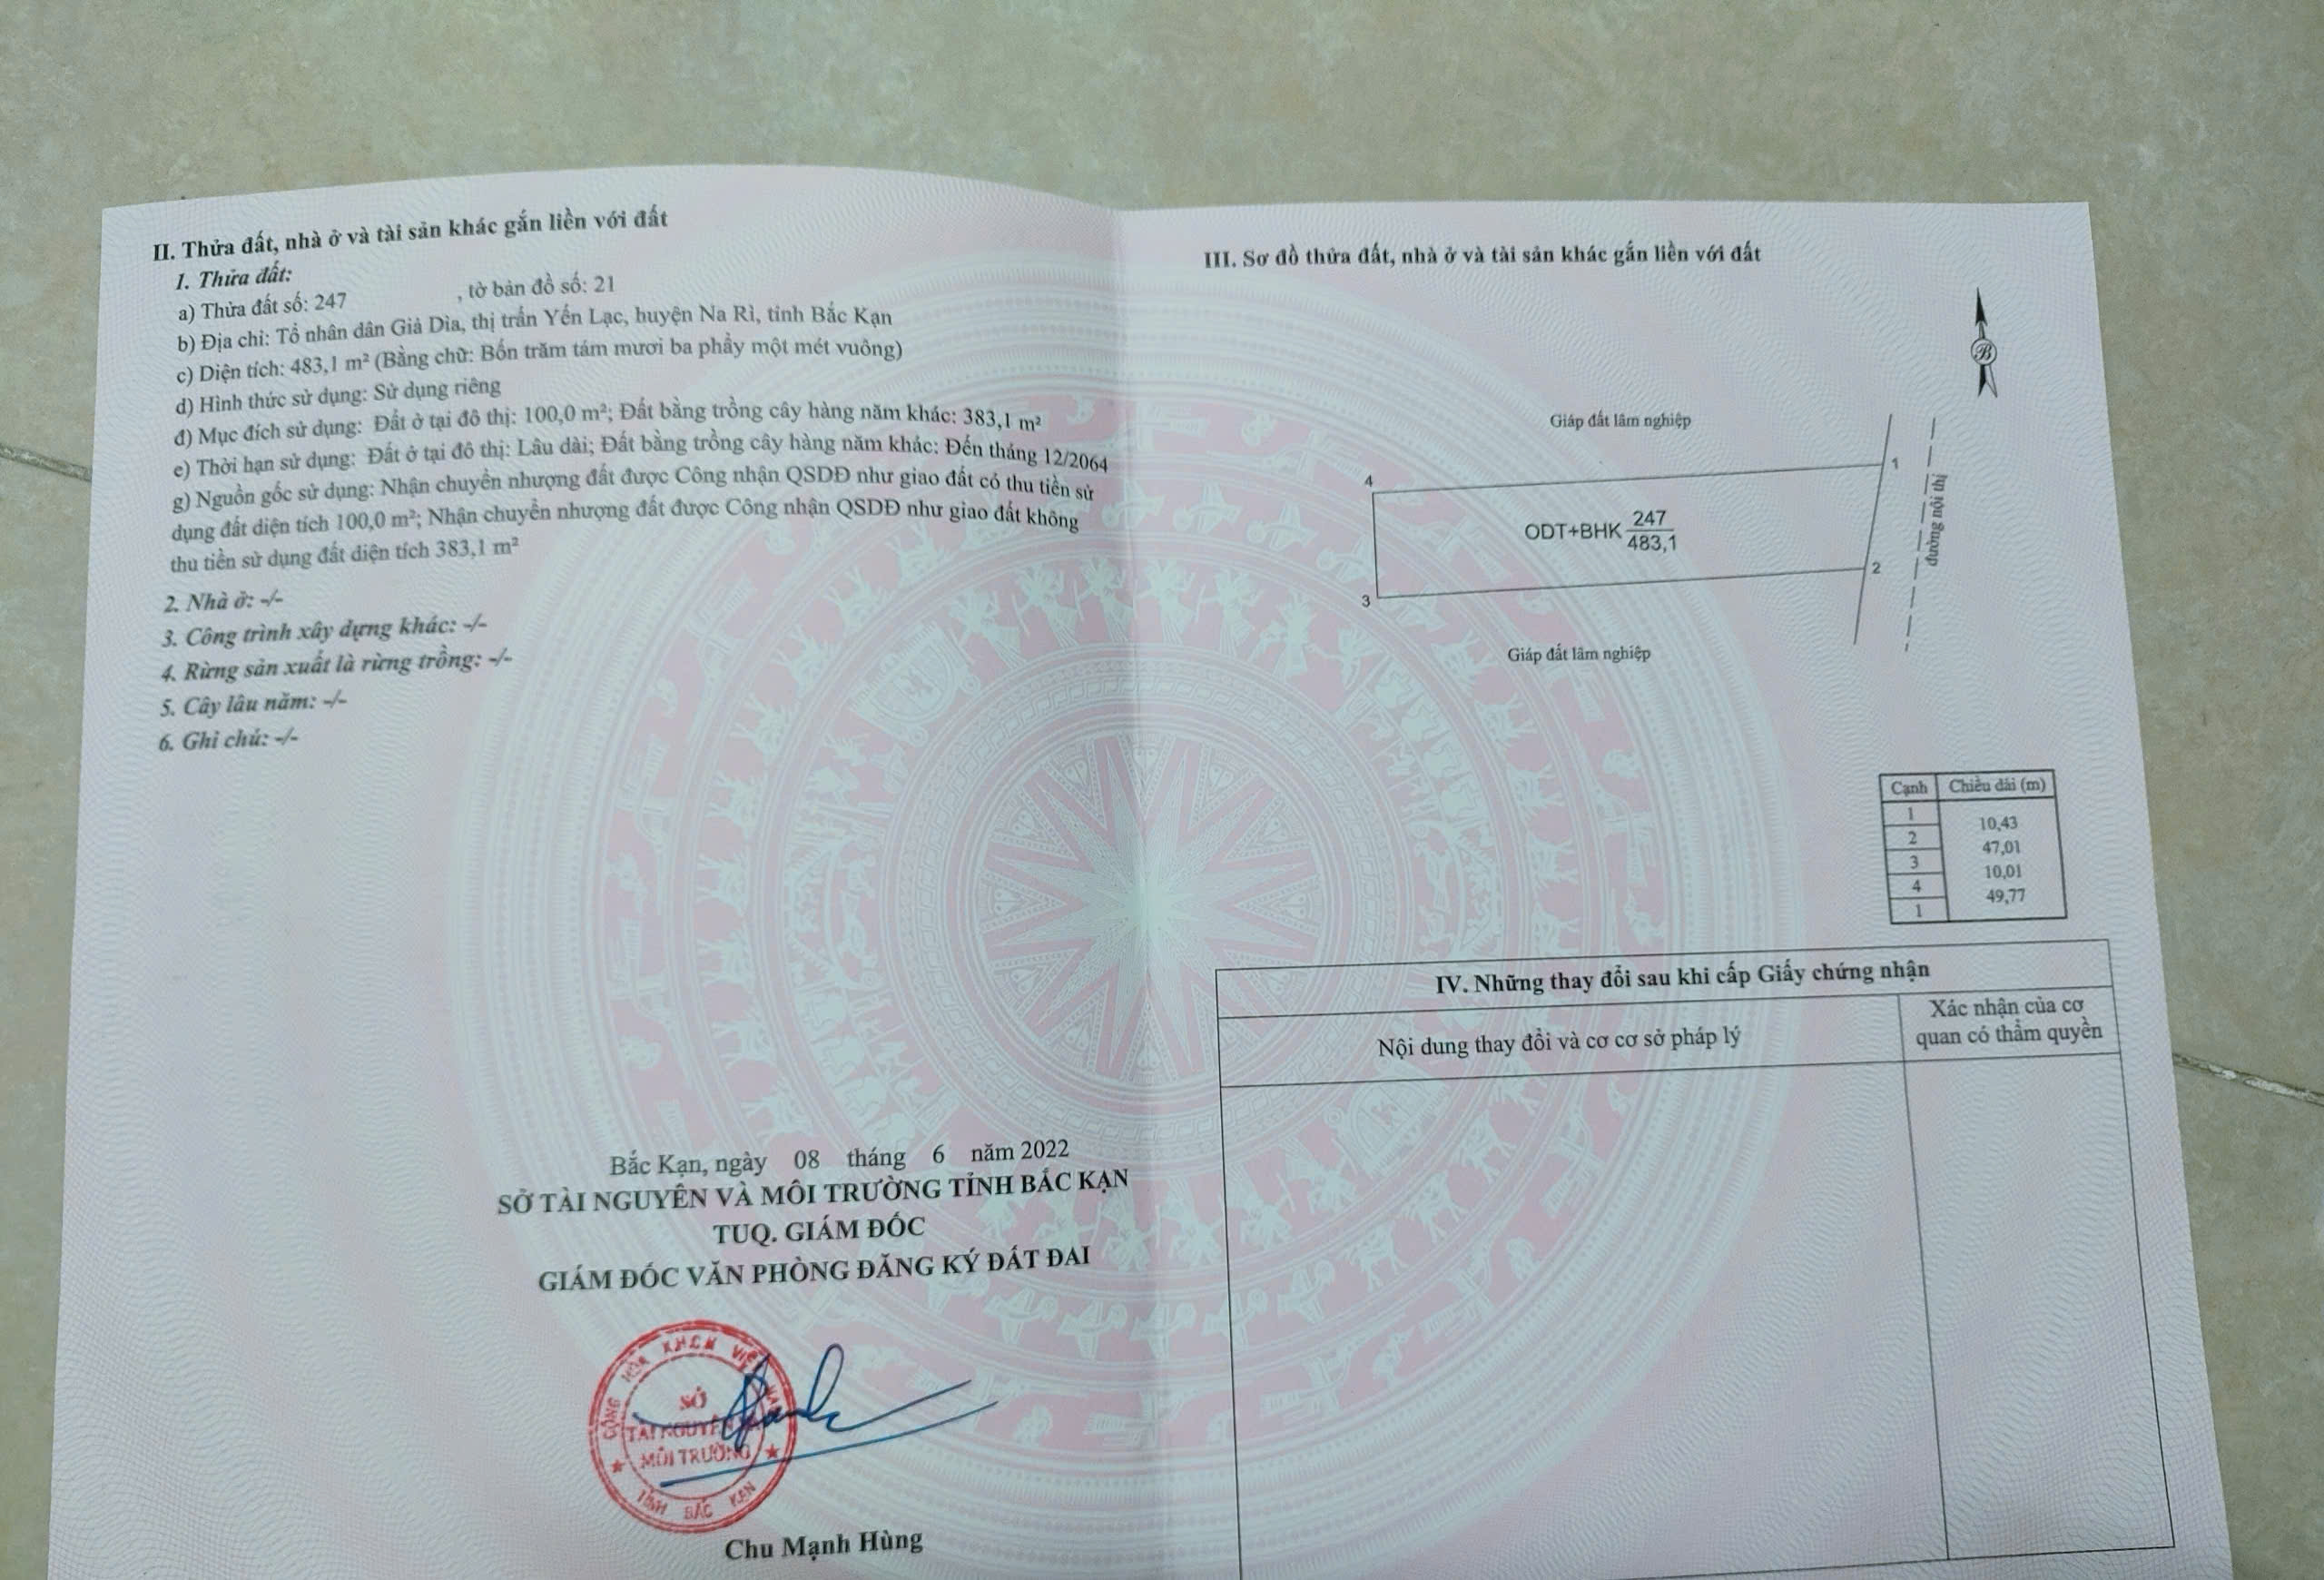 II. Thửa đất, nhà ở và tài sản khác gắn liền với đất
1. Thửa đất:
a) Thửa đất số: 247 , tờ bản đồ số: 21
b) Địa chỉ: Tổ nhân dân Giả Dìa, thị trấn Yến Lạc, huyện Na Rì, tỉnh Bắc Kạn
c) Diện tích: 483,1 m² (Bằng chữ: Bốn trăm tám mươi ba phẩy một mét vuông)
d) Hình thức sử dụng: Sử dụng riêng
đ) Mục đích sử dụng: Đất ở tại đô thị: 100,0 m²; Đất bằng trồng cây hàng năm khác: 383,1 m²
e) Thời hạn sử dụng: Đất ở tại đô thị: Lâu dài; Đất bằng trồng cây hàng năm khác: Đến tháng 12/2064
g) Nguồn gốc sử dụng: Nhận chuyển nhượng đất được Công nhận QSDĐ như giao đất có thu tiền sử
dụng đất diện tích 100,0 m²; Nhận chuyển nhượng đất được Công nhận QSDĐ như giao đất không
thu tiền sử dụng đất diện tích 383,1 m²
2. Nhà ở: -/-
3. Công trình xây dựng khác: -/-
4. Rừng sản xuất là rừng trồng: -/-
5. Cây lâu năm: -/-
6. Ghi chú: -/-
Bắc Kạn, ngày 08 tháng 6 năm 2022
SỞ TÀI NGUYÊN VÀ MÔI TRƯỜNG TỈNH BẮC KẠN
TUQ. GIÁM ĐỐC
GIÁM ĐỐC VĂN PHÒNG ĐĂNG KÝ ĐẤT ĐAI
CỘNG HÒA XHCN VIỆT NAM
SỞ
TÀI NGUYÊN
MÔI TRƯỜNG
TỈNH BẮC KẠN
Chu Mạnh Hùng
III. Sơ đồ thửa đất, nhà ở và tài sản khác gắn liền với đất
B
Giáp đất lâm nghiệp
4
1
ODT+BHK 247
483,1
đường nội thị
2
3
Giáp đất lâm nghiệp
Cạnh Chiều dài (m)
1
10,43
2
47,01
3
10,01
4
49,77
1
IV. Những thay đổi sau khi cấp Giấy chứng nhận
Nội dung thay đổi và cơ cơ sở pháp lý
Xác nhận của cơ
quan có thẩm quyền